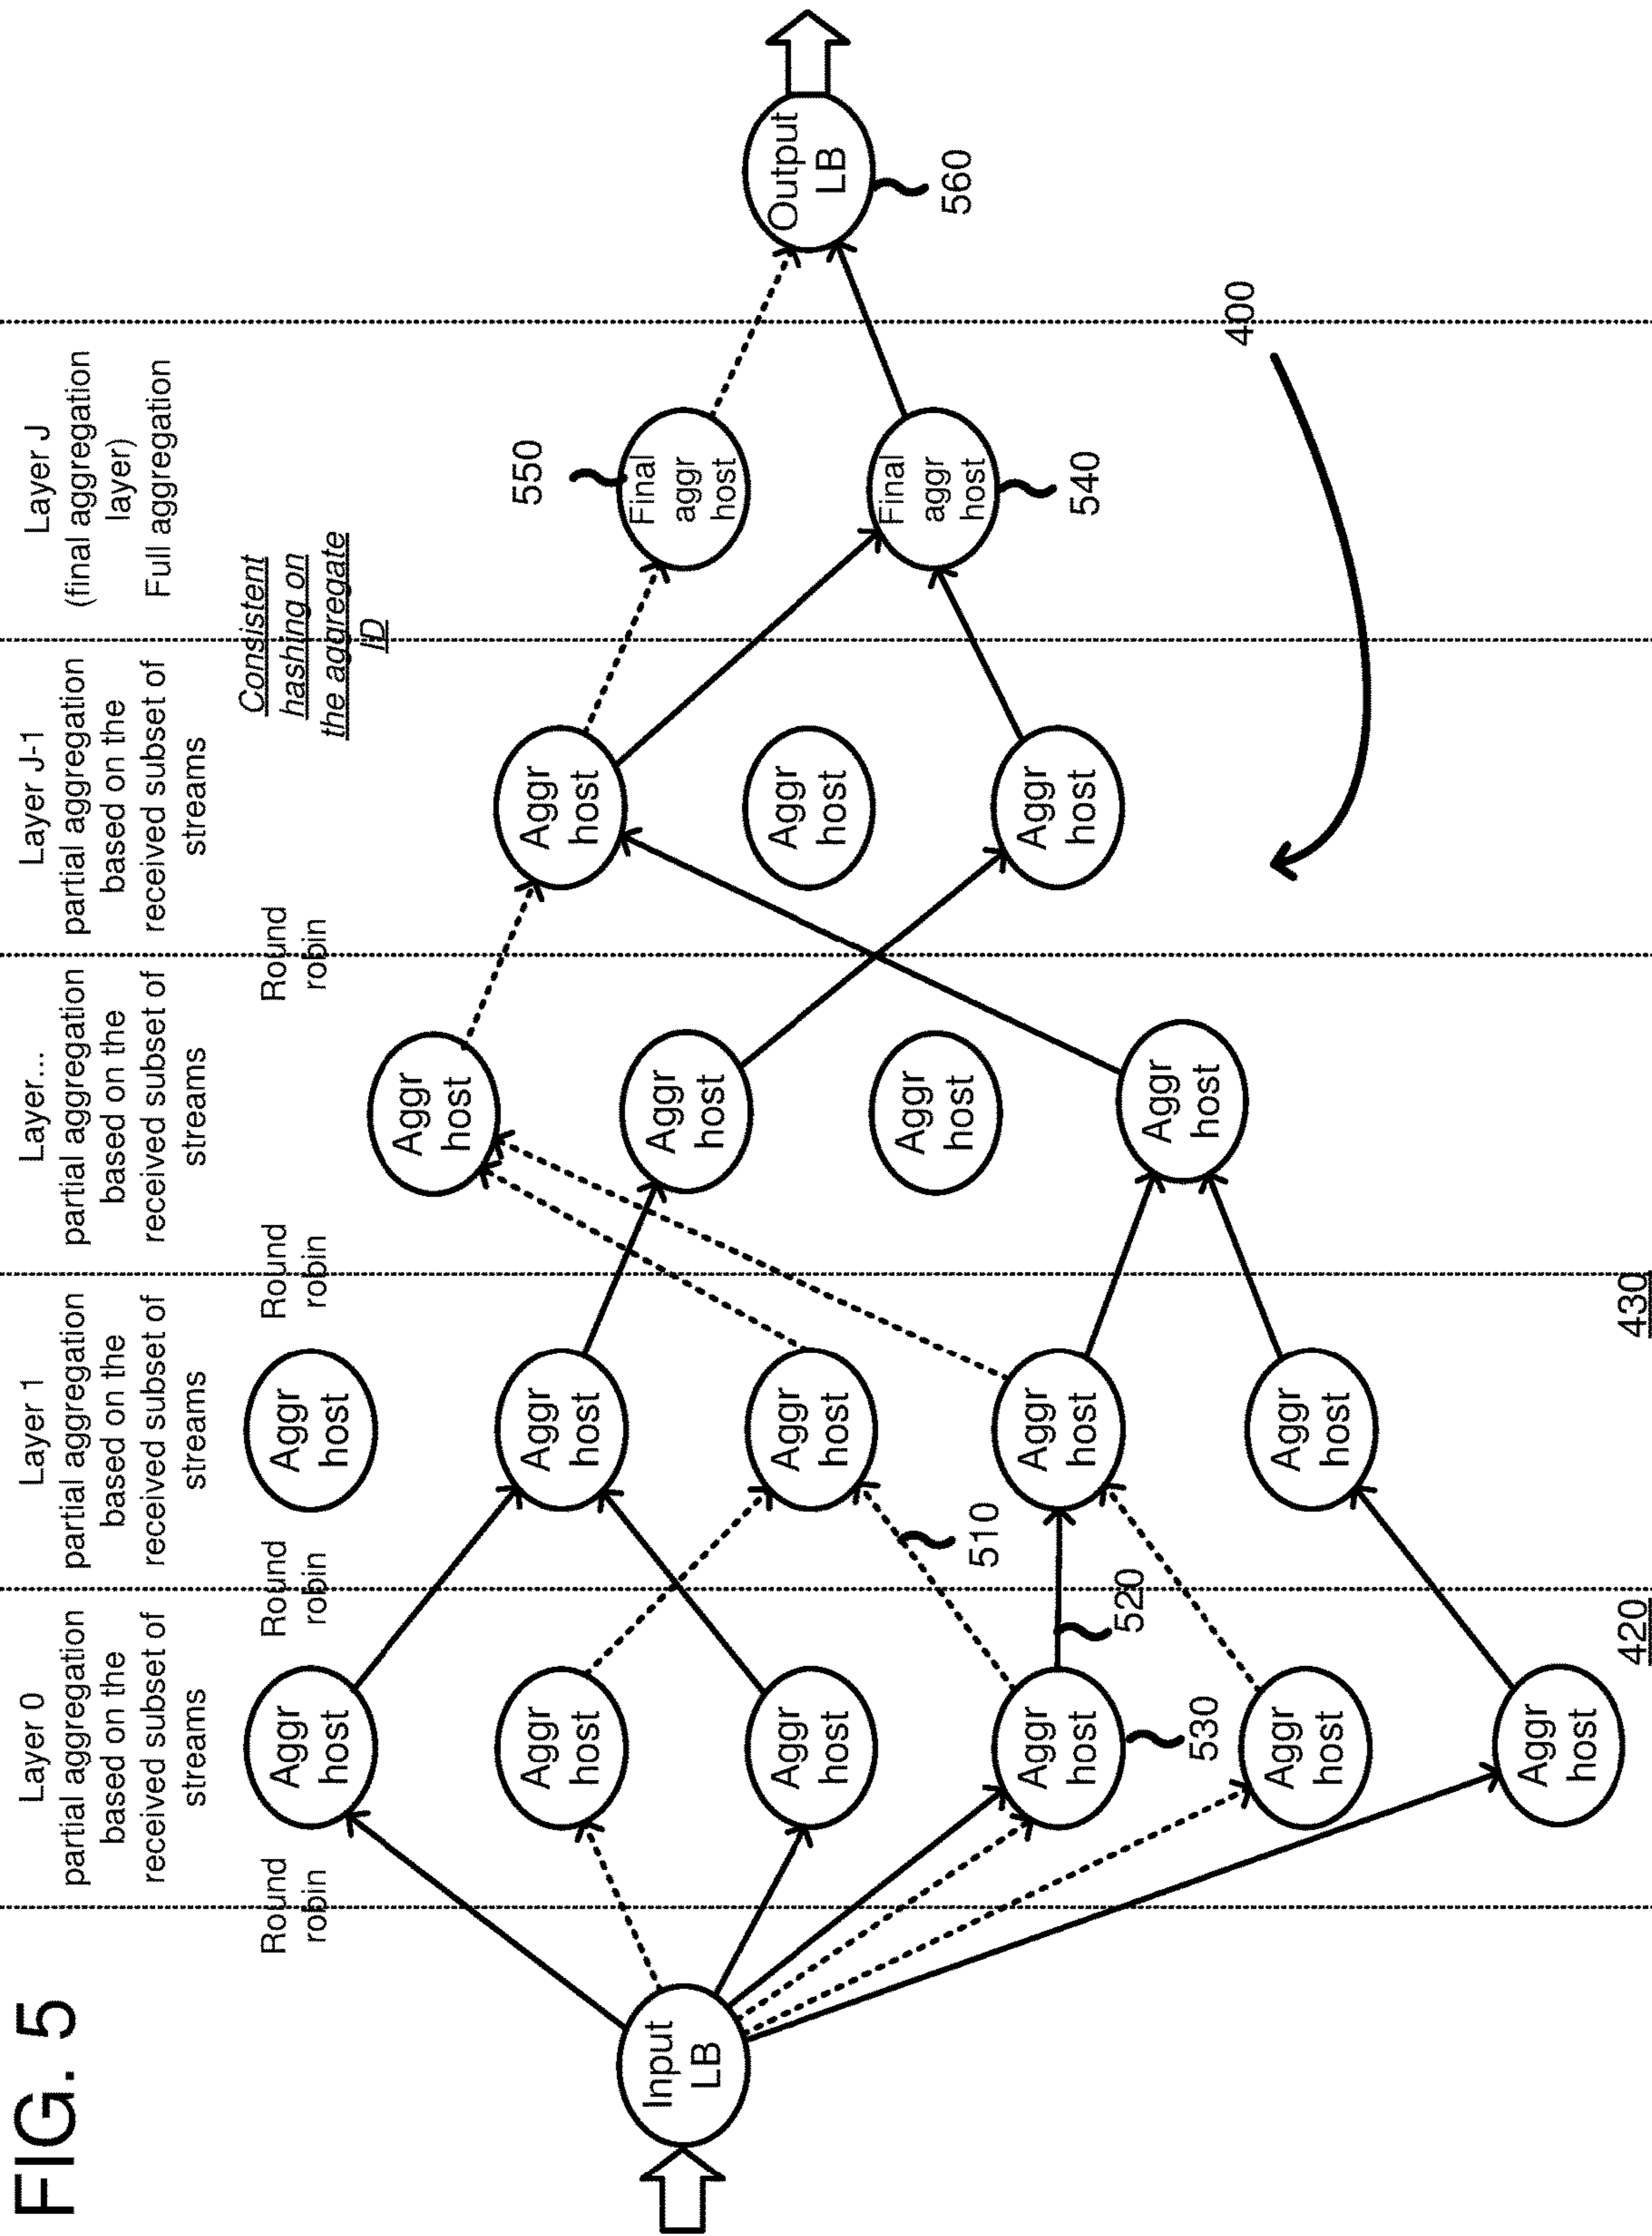 FIG. 5
Layer 0
partial aggregation
based on the
received subset of
streams
Layer 1
partial aggregation
based on the
received subset of
streams
Layer...
partial aggregation
based on the
received subset of
streams
Layer J-1
partial aggregation
based on the
received subset of
streams
Layer J
(final aggregation
layer)
Full aggregation
Round
robin
Round
robin
Round
robin
Round
robin
Consistent
hashing on
the aggregate
ID
Input
LB
Aggr
host
Aggr
host
Aggr
host
Aggr
host
530
Aggr
host
Aggr
host
510
520
Aggr
host
Aggr
host
Aggr
host
Aggr
host
Aggr
host
Aggr
host
Aggr
host
Aggr
host
Aggr
host
Aggr
host
Aggr
host
Aggr
host
550
Final
aggr
host
Final
aggr
host
540
Output
LB
560
400
420
430